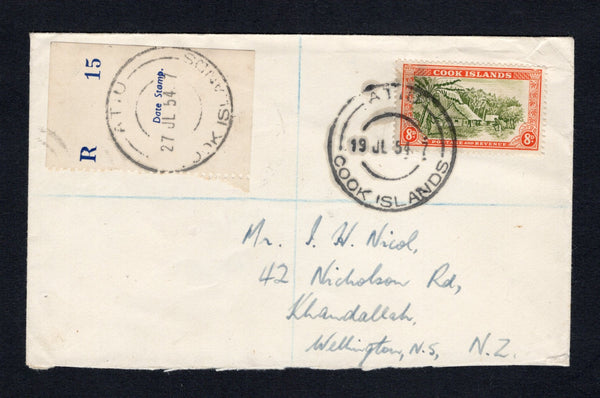 R 15
Date Stamp.
ATIU
27 JL 54 7
COOK ISLANDS
COOK ISLANDS
8D 8D
POSTAGE AND REVENUE
ATIU
19 JL 54
COOK ISLANDS
Mr. I. H. Nicol,
42 Nicholson Rd,
Khandallah,
Wellington, N.5, N.Z.